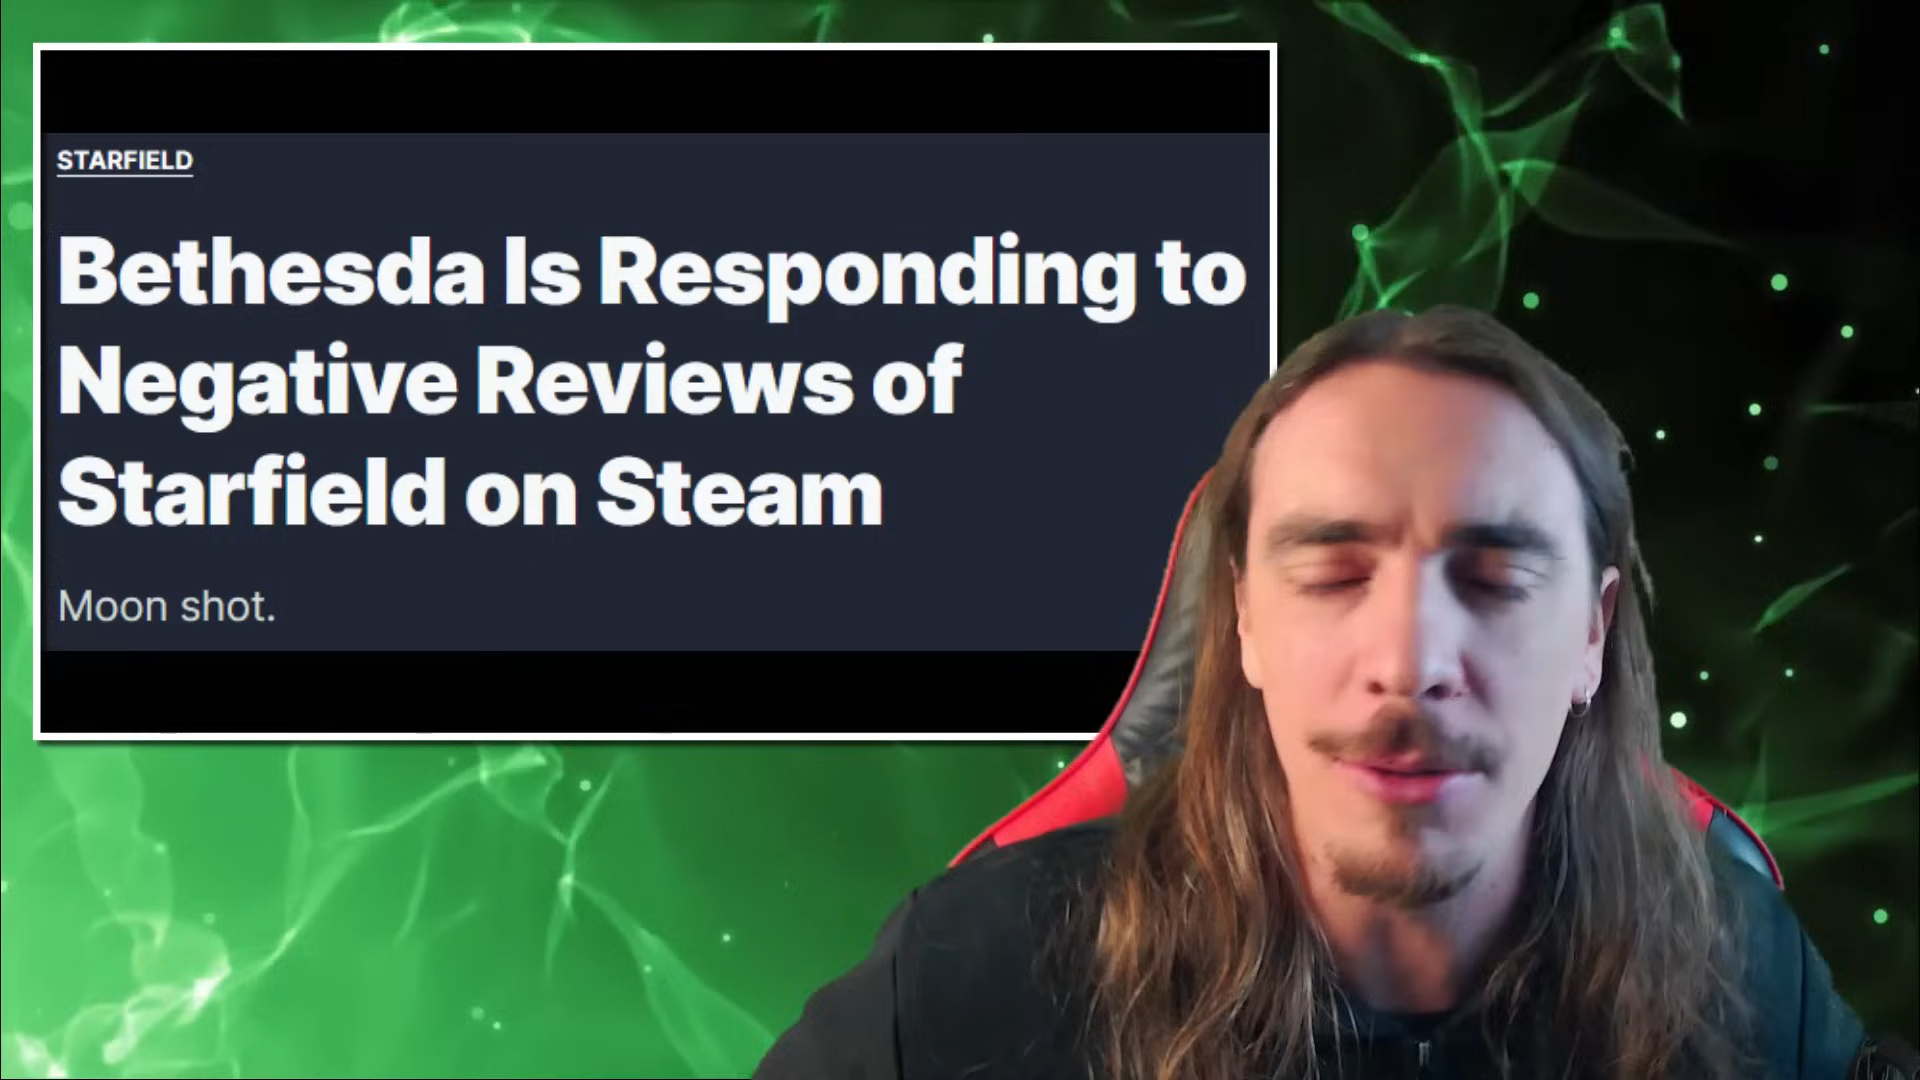 STARFIELD
Bethesda Is Responding to
Negative Reviews of
Starfield on Steam
Moon shot.